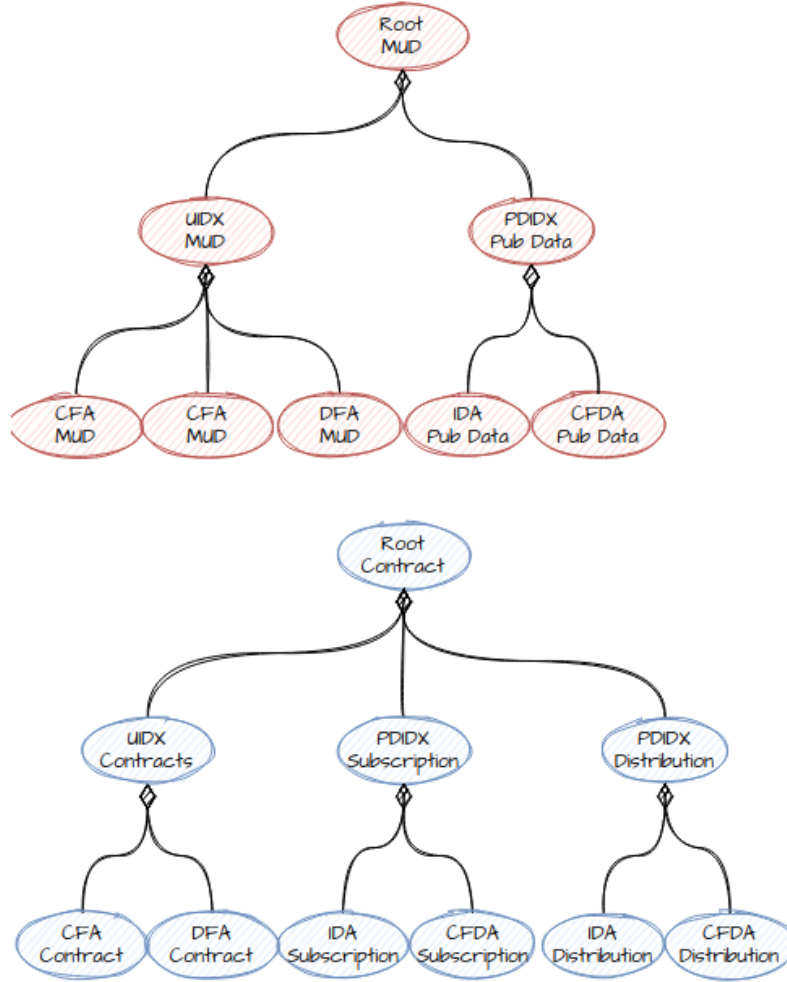 Root
MUD
UIDX
MUD
PDIDX
Pub Data
CFA
MUD
CFA
MUD
DFA
MUD
IDA
Pub Data
CFDA
Pub Data
Root
Contract
UIDX
Contracts
PDIDX
Subscription
PDIDX
Distribution
CFA
Contract
DFA
Contract
IDA
Subscription
CFDA
Subscription
IDA
Distribution
CFDA
Distribution